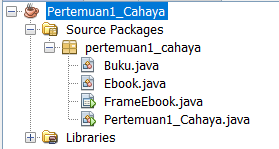 Pertemuan1_Cahaya
Source Packages
pertemuan1_cahaya
Buku.java
Ebook.java
FrameEbook.java
Pertemuan1_Cahaya.java
Libraries